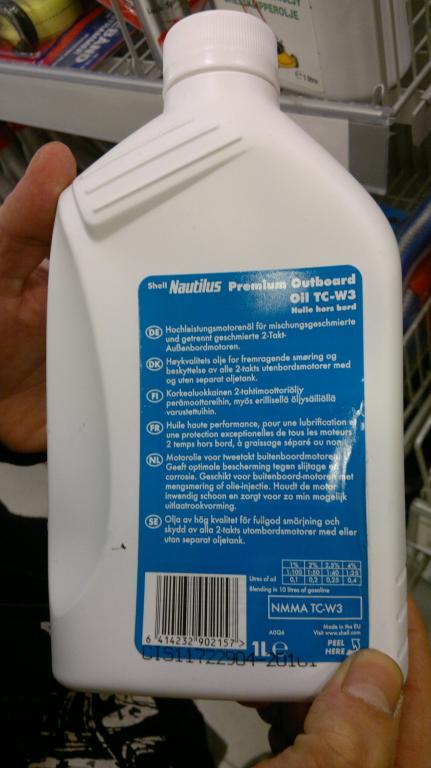 Shell Nautilus Premium Outboard
Oil TC-W3
Huile hors bord
DE Hochleistungsmotorenöl für mischungsgeschmierte
und getrennt geschmierte 2-Takt-
Außenbordmotoren.
DK Høykvalitets olje for fremragende smøring og
beskyttelse av alle 2-takts utenbordsmotorer med
og uten separat oljetank.
FI Korkealuokkainen 2-tahtimoottoriöljy
perämoottoreihin, myös erillisellä öljysäiliöllä
varustettuihin.
FR Huile haute performance, pour une lubrification et
une protection exceptionelles de tous les moteurs
2 temps hors bord, à graissage séparé ou non
NL Motorolie voor tweetakt buitenboordmotoren
Geeft optimale bescherming tegen slijtage en
corrosie. Geschikt voor buitenboord-motoren met
mengsmering of olie-injectie. Houdt de motor
inwendig schoon en zorgt voor zo min mogelijk
uitlaatrookvorming.
SE Olja av hög kvalitet för fullgod smörjning och
skydd av alla 2-takts utombordsmotorer med eller
utan separat oljetank.
1% 2% 2,5% 4%
1:100 1:50 1:40 1:25
Litres of oil 0,1 0,2 0,25 0,4
Blending in 10 litres of gasoline
NMMA TC-W3
A0Q6
Made in the EU
Visit www.shell.com
6 414232 902157 >
1L e
PEEL
HERE
BAND
e 1 litre